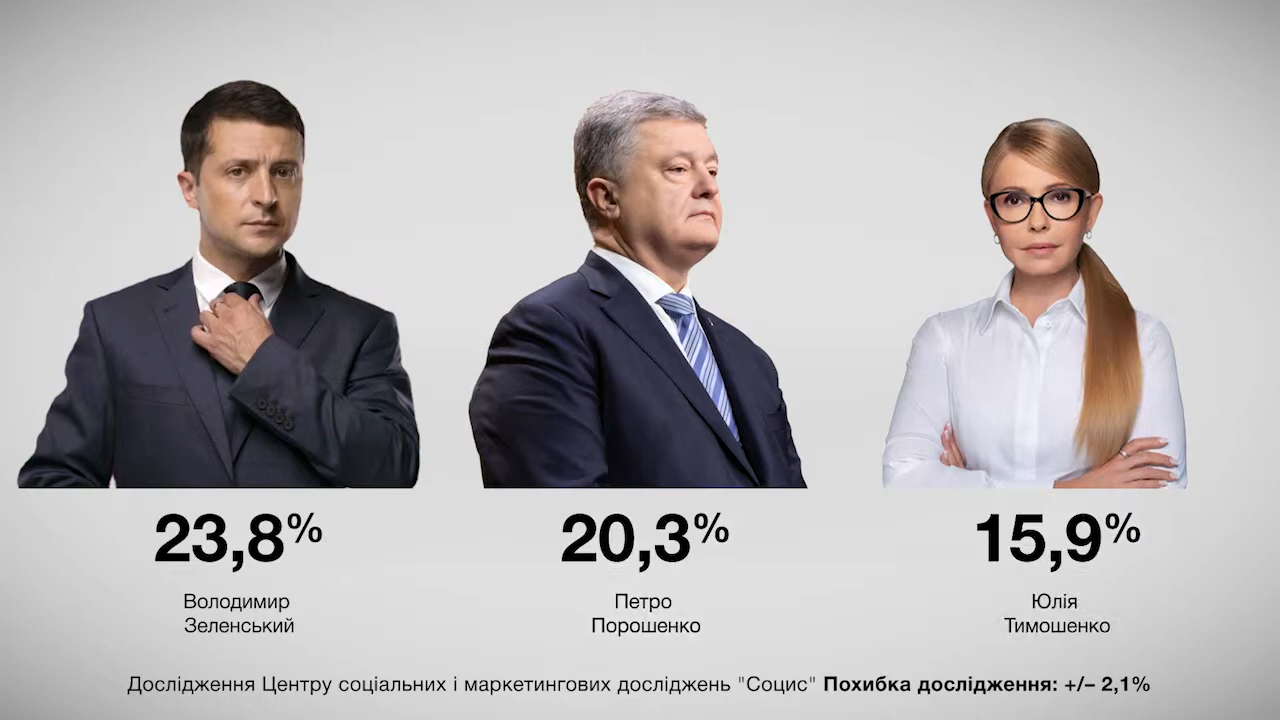 23,8%
20,3%
15,9%
Володимир
Зеленський
Петро
Порошенко
Юлія
Тимошенко
Дослідження Центру соціальних і маркетингових досліджень "Социс" Похибка дослідження: +/– 2,1%